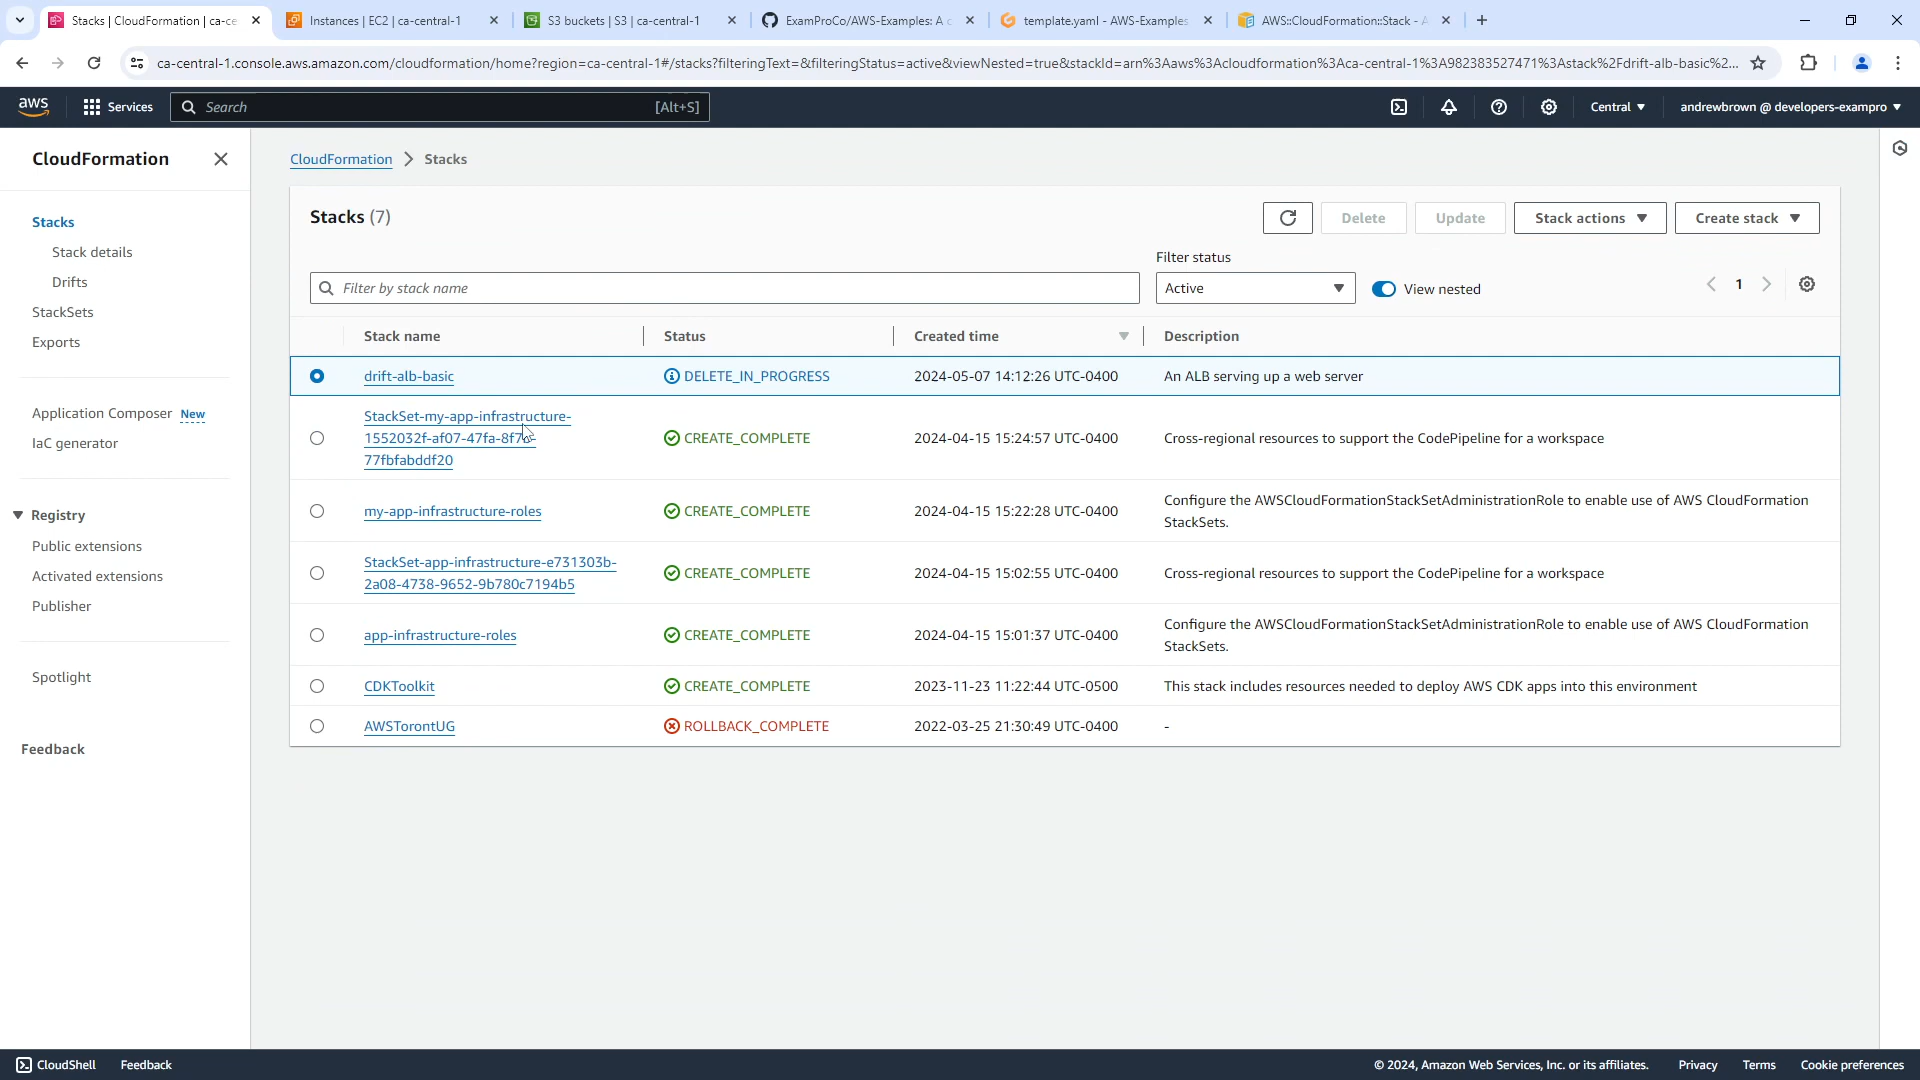 Stacks | CloudFormation | ca-ce
Instances | EC2 | ca-central-1
S3 buckets | S3 | ca-central-1
ExamProCo/AWS-Examples: A c
template.yaml - AWS-Examples
AWS::CloudFormation::Stack - A
ca-central-1.console.aws.amazon.com/cloudformation/home?region=ca-central-1#/stacks?filteringText=&filteringStatus=active&viewNested=true&stackId=arn%3Aaws%3Acloudformation%3Aca-central-1%3A982383527471%3Astack%2Fdrift-alb-basic%2...
aws
Services
Search
[Alt+S]
Central
andrewbrown @ developers-exampro
CloudFormation
Stacks
Stack details
Drifts
StackSets
Exports
Application Composer New
IaC generator
Registry
Public extensions
Activated extensions
Publisher
Spotlight
Feedback
CloudFormation
Stacks
Stacks (7)
Delete
Update
Stack actions
Create stack
Filter status
Filter by stack name
Active
View nested
1
Stack name
Status
Created time
Description
drift-alb-basic
DELETE_IN_PROGRESS
2024-05-07 14:12:26 UTC-0400
An ALB serving up a web server
StackSet-my-app-infrastructure-
1552032f-af07-47fa-8f7
77fbfabddf20
CREATE_COMPLETE
2024-04-15 15:24:57 UTC-0400
Cross-regional resources to support the CodePipeline for a workspace
my-app-infrastructure-roles
CREATE_COMPLETE
2024-04-15 15:22:28 UTC-0400
Configure the AWSCloudFormationStackSetAdministrationRole to enable use of AWS CloudFormation
StackSets.
StackSet-app-infrastructure-e731303b-
2a08-4738-9652-9b780c7194b5
CREATE_COMPLETE
2024-04-15 15:02:55 UTC-0400
Cross-regional resources to support the CodePipeline for a workspace
app-infrastructure-roles
CREATE_COMPLETE
2024-04-15 15:01:37 UTC-0400
Configure the AWSCloudFormationStackSetAdministrationRole to enable use of AWS CloudFormation
StackSets.
CDKToolkit
CREATE_COMPLETE
2023-11-23 11:22:44 UTC-0500
This stack includes resources needed to deploy AWS CDK apps into this environment
AWSTorontUG
ROLLBACK_COMPLETE
2022-03-25 21:30:49 UTC-0400
-
CloudShell
Feedback
© 2024, Amazon Web Services, Inc. or its affiliates.
Privacy
Terms
Cookie preferences